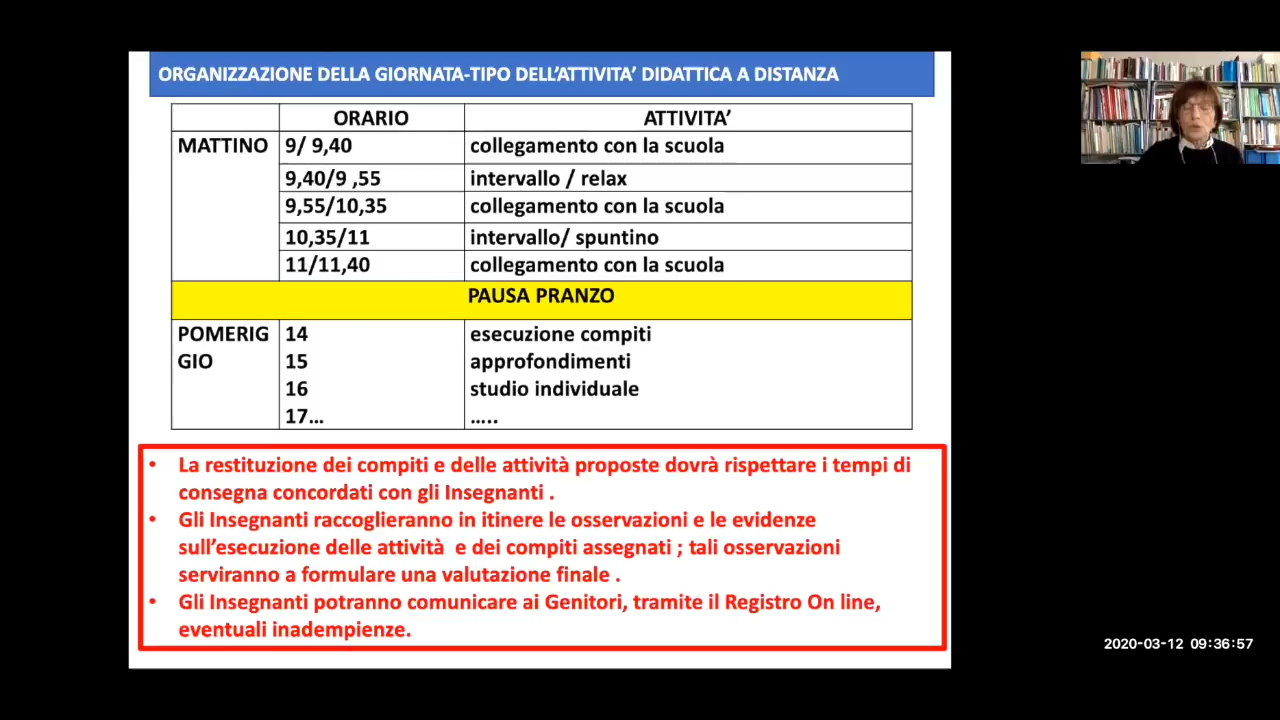 ORGANIZZAZIONE DELLA GIORNATA-TIPO DELL’ATTIVITA’ DIDATTICA A DISTANZA
ORARIO ATTIVITA’
MATTINO 9/ 9,40 collegamento con la scuola
9,40/9 ,55 intervallo / relax
9,55/10,35 collegamento con la scuola
10,35/11 intervallo/ spuntino
11/11,40 collegamento con la scuola
PAUSA PRANZO
POMERIG 14 esecuzione compiti
GIO 15 approfondimenti
16 studio individuale
17... .....
• La restituzione dei compiti e delle attività proposte dovrà rispettare i tempi di
consegna concordati con gli Insegnanti .
• Gli Insegnanti raccoglieranno in itinere le osservazioni e le evidenze
sull’esecuzione delle attività e dei compiti assegnati ; tali osservazioni
serviranno a formulare una valutazione finale .
• Gli Insegnanti potranno comunicare ai Genitori, tramite il Registro On line,
eventuali inadempienze.
2020-03-12 09:36:57